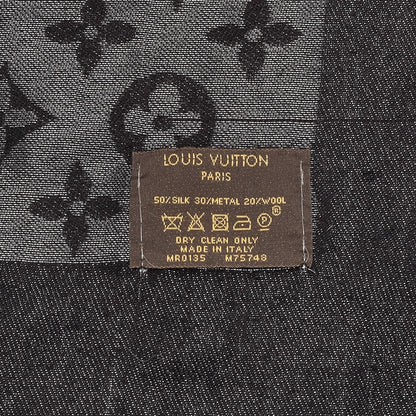 LOUIS VUITTON
PARIS
50%SILK 30%METAL 20%WOOL
P
DRY CLEAN ONLY
MADE IN ITALY
MR0135 M75748